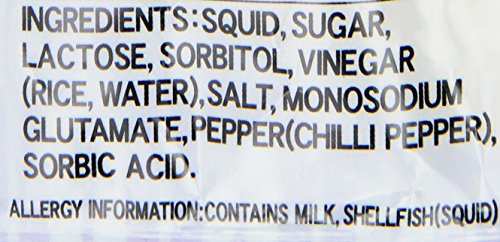 INGREDIENTS:SQUID, SUGAR,
LACTOSE, SORBITOL, VINEGAR
(RICE, WATER),SALT, MONOSODIUM
GLUTAMATE,PEPPER(CHILLI PEPPER),
SORBIC ACID.
ALLERGY INFORMATION:CONTAINS MILK, SHELLFISH(SQUID)